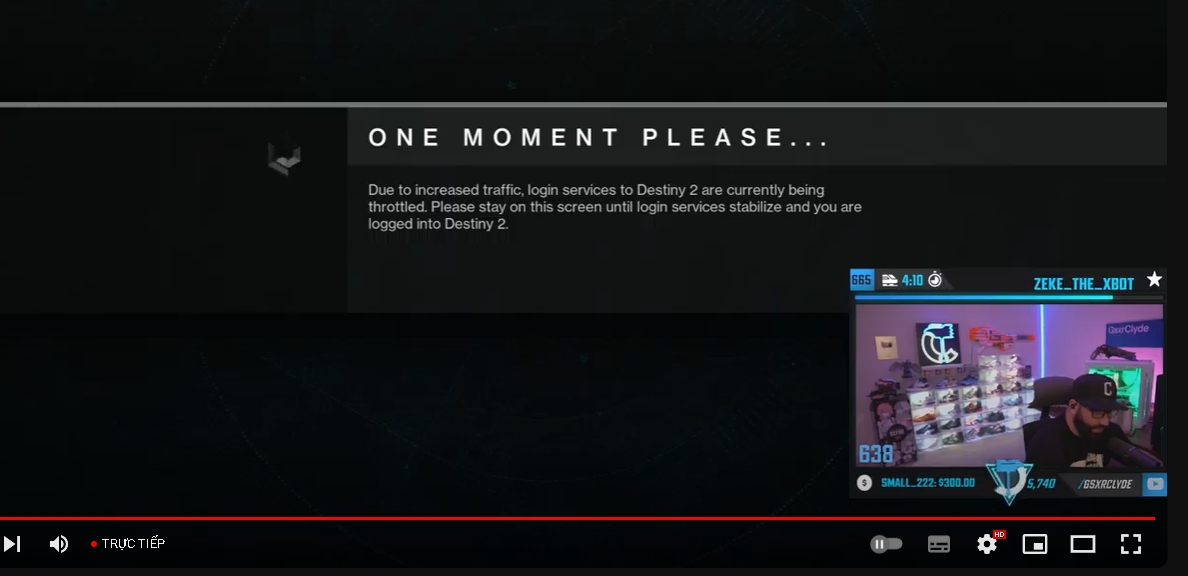 ONE MOMENT PLEASE...
Due to increased traffic, login services to Destiny 2 are currently being
throttled. Please stay on this screen until login services stabilize and you are
logged into Destiny 2.
665
4:10
ZEKE_THE_XBOT
GxrClyde
C
638
SMALL_222: $300.00
5,740
/GSXRCLYDE
TRỰC TIẾP
HD